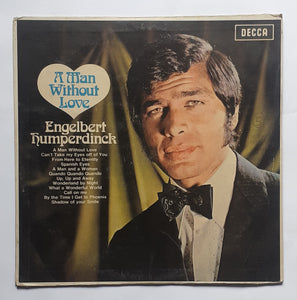 DECCA
A Man
Without
Love
Engelbert
Humperdinck
A Man Without Love
Can't Take my Eyes off of You
From Here to Eternity
Spanish Eyes
A Man and a Woman
Quando Quando Quando
Up, Up and Away
Wonderland by Night
What a Wonderful World
Call on me
By the Time I Get to Phoenix
Shadow of your Smile